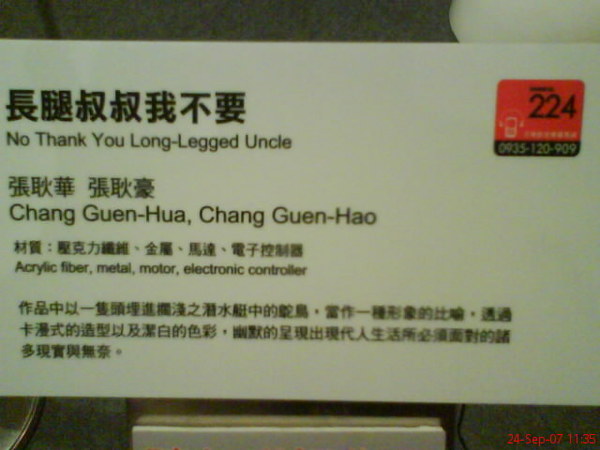 長腿叔叔我不要
No Thank You Long-Legged Uncle
224
0935-120-909
張耿華 張耿豪
Chang Guen-Hua, Chang Guen-Hao
材質：壓克力纖維、金屬、馬達、電子控制器
Acrylic fiber, metal, motor, electronic controller
作品中以一隻頭埋進擱淺之潛水艇中的鴕鳥，當作一種形象的比喻，透過
卡漫式的造型以及潔白的色彩，幽默的呈現出現代人生活所必須面對的諸
多現實與無奈。
24-Sep-07 11:35